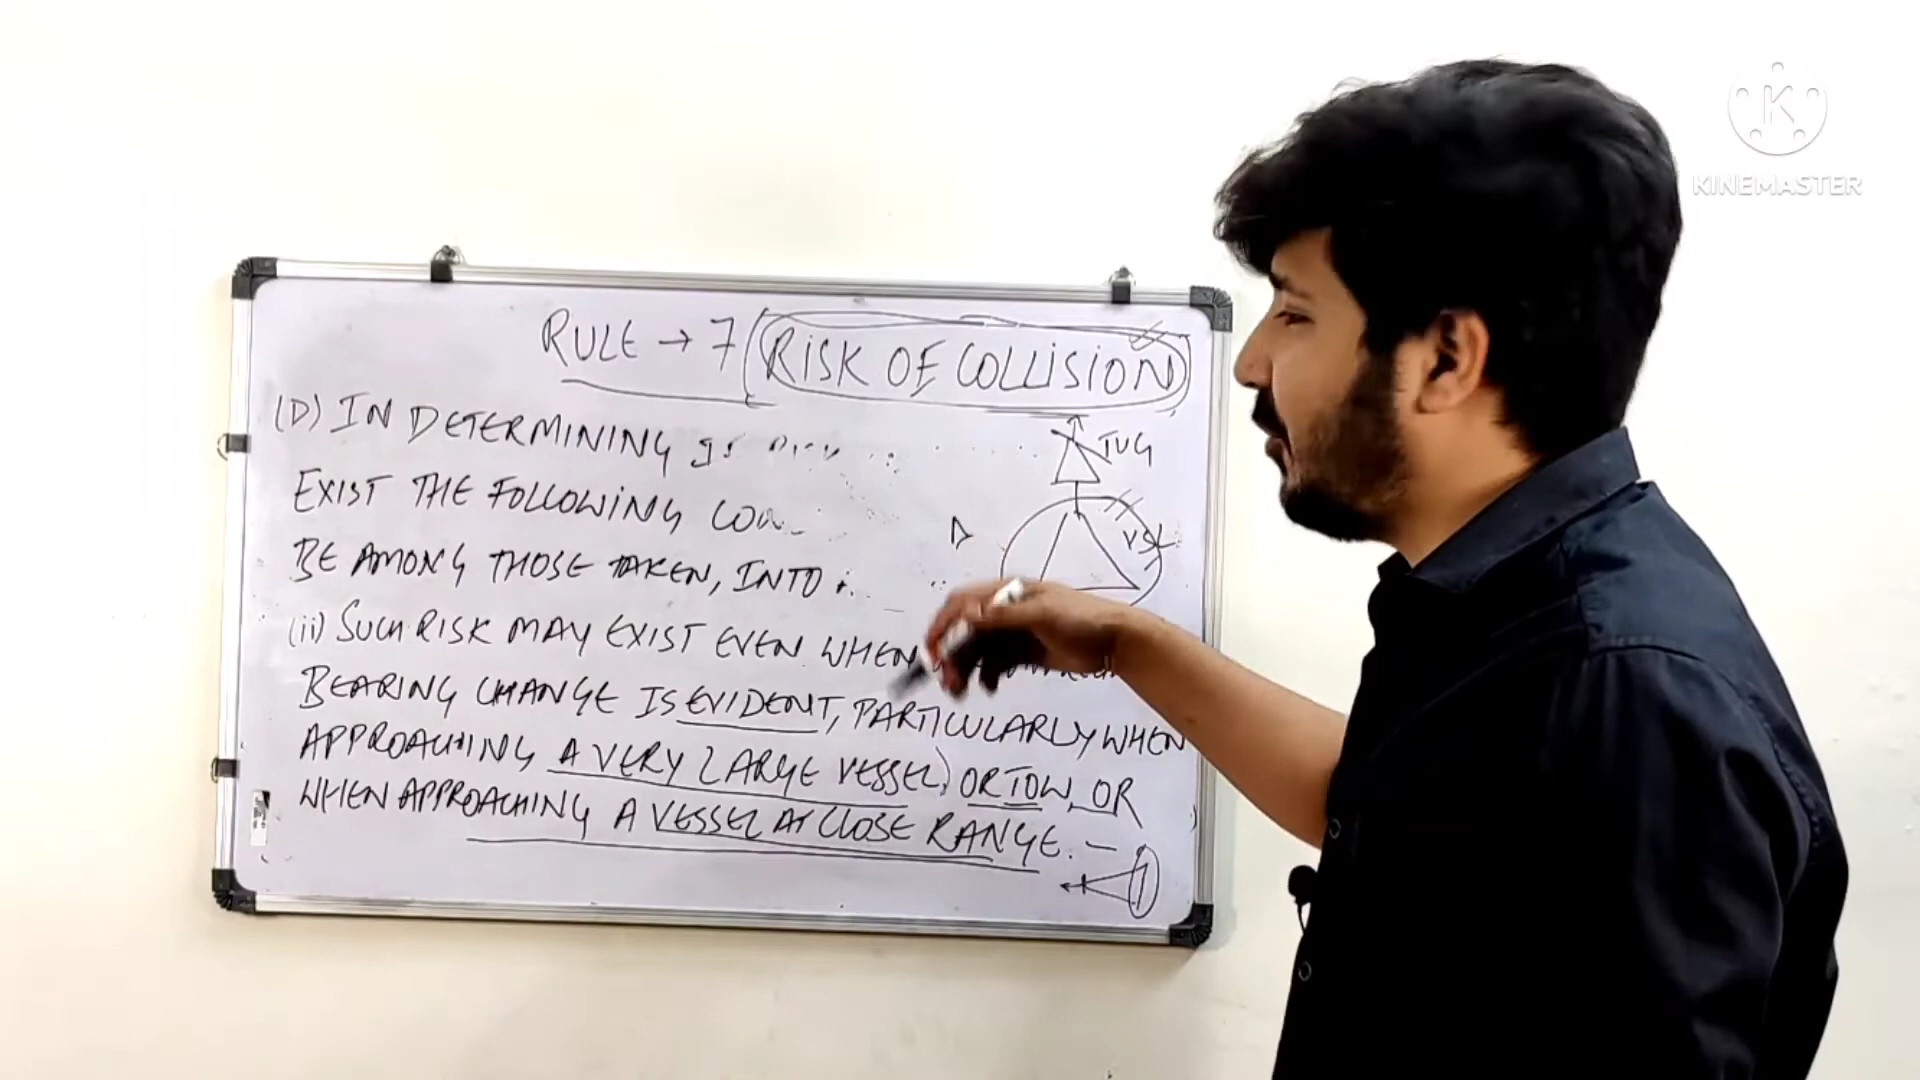 RULE → 7 (RISK OF COLLISION)
(D) IN DETERMINING IF
EXIST THE FOLLOWING
BE AMONG THOSE TAKEN, INTO
(ii) SUCH RISK MAY EXIST EVEN WHEN
BEARING CHANGE IS EVIDENT, PARTICULARLY WHEN
APPROACHING A VERY LARGE VESSEL) OR TOW, OR
WHEN APPROACHING A VESSEL AT CLOSE RANGE.
TUG
VSL
K
KINEMASTER